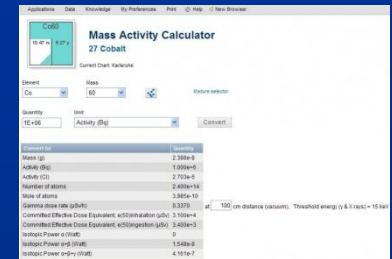 Applications Data Knowledge My Preferences Print Help New Browser
Co60
10.47 m 5.27 y
Mass Activity Calculator
27 Cobalt
Current Chart: Karlsruhe
Element Mass
Co 60 Mixture selector
Quantity Unit
1E+06 Activity (Bq) Convert
Convert to: Quantity
Mass (g) 2.388e-8
Activity (Bq) 1.000e+6
Activity (Ci) 2.703e-5
Number of atoms 2.400e+14
Mole of atoms 3.985e-10
Gamma dose rate (µSv/h) 0.3370 at 100 cm distance (vacuum). Threshold energy (γ & X rays) = 15 keV
Committed Effective Dose Equivalent, e(50)inhalation (µSv) 3.100e+4
Committed Effective Dose Equivalent, e(50)ingestion (µSv) 3.400e+3
Isotopic Power α (Watt) 0
Isotopic Power α+β (Watt) 1.548e-8
Isotopic Power α+β+γ (Watt) 4.161e-7